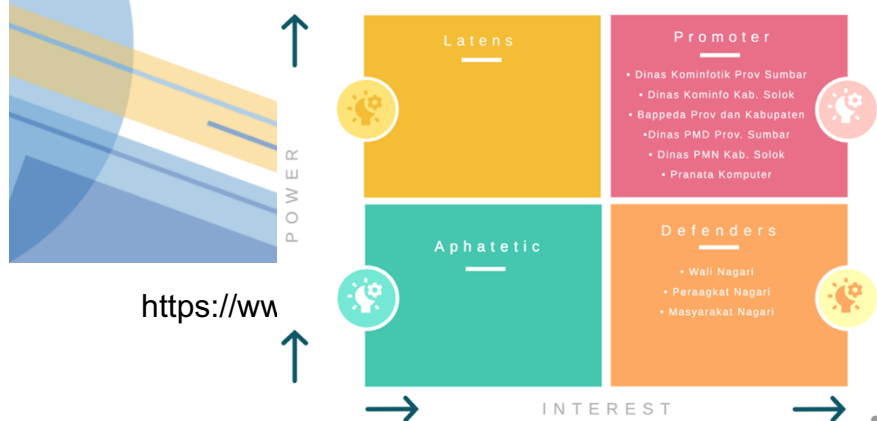 Latens
Promoter
• Dinas Kominfotik Prov Sumbar
• Dinas Kominfo Kab. Solok
• Bappeda Prov dan Kabupaten
•Dinas PMD Prov. Sumbar
• Dinas PMN Kab. Solok
• Pranata Komputer
POWER
Aphatetic
Defenders
• Wali Nagari
• Peraagkat Nagari
• Masyarakat Nagari
https://ww
INTEREST